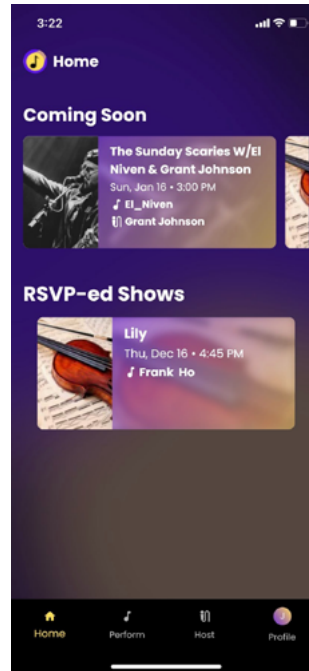 3:22
Home
Coming Soon
The Sunday Scaries W/El
Niven & Grant Johnson
Sun, Jan 16 • 3:00 PM
El_Niven
Grant Johnson
RSVP-ed Shows
Lily
Thu, Dec 16 • 4:45 PM
Frank Ho
Home
Perform
Host
Profile